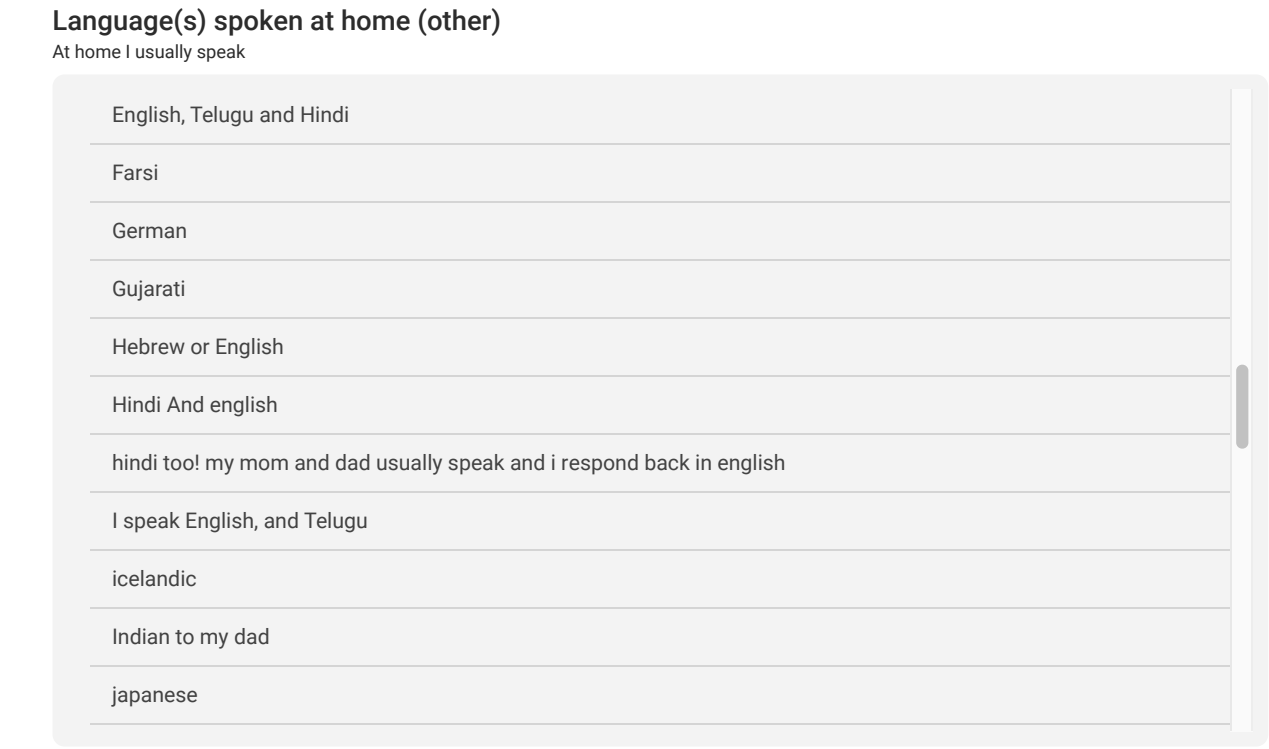 Language(s) spoken at home (other)
At home I usually speak
English, Telugu and Hindi
Farsi
German
Gujarati
Hebrew or English
Hindi And english
hindi too! my mom and dad usually speak and i respond back in english
I speak English, and Telugu
icelandic
Indian to my dad
japanese